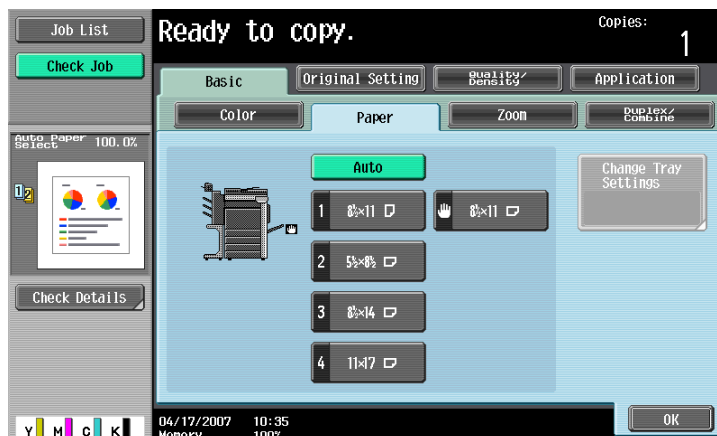 Job List
Check Job
Ready to copy.
Copies:
1
Basic
Original Setting
Quality/
Density
Application
Color
Paper
Zoom
Duplex/
Combine
Auto Paper
Select 100.0%
1 2
Auto
Change Tray
Settings
1 8½×11
8½×11
2 5½×8½
3 8½×14
4 11×17
Check Details
OK
Y M C K
04/17/2007 10:35
Memory 100%